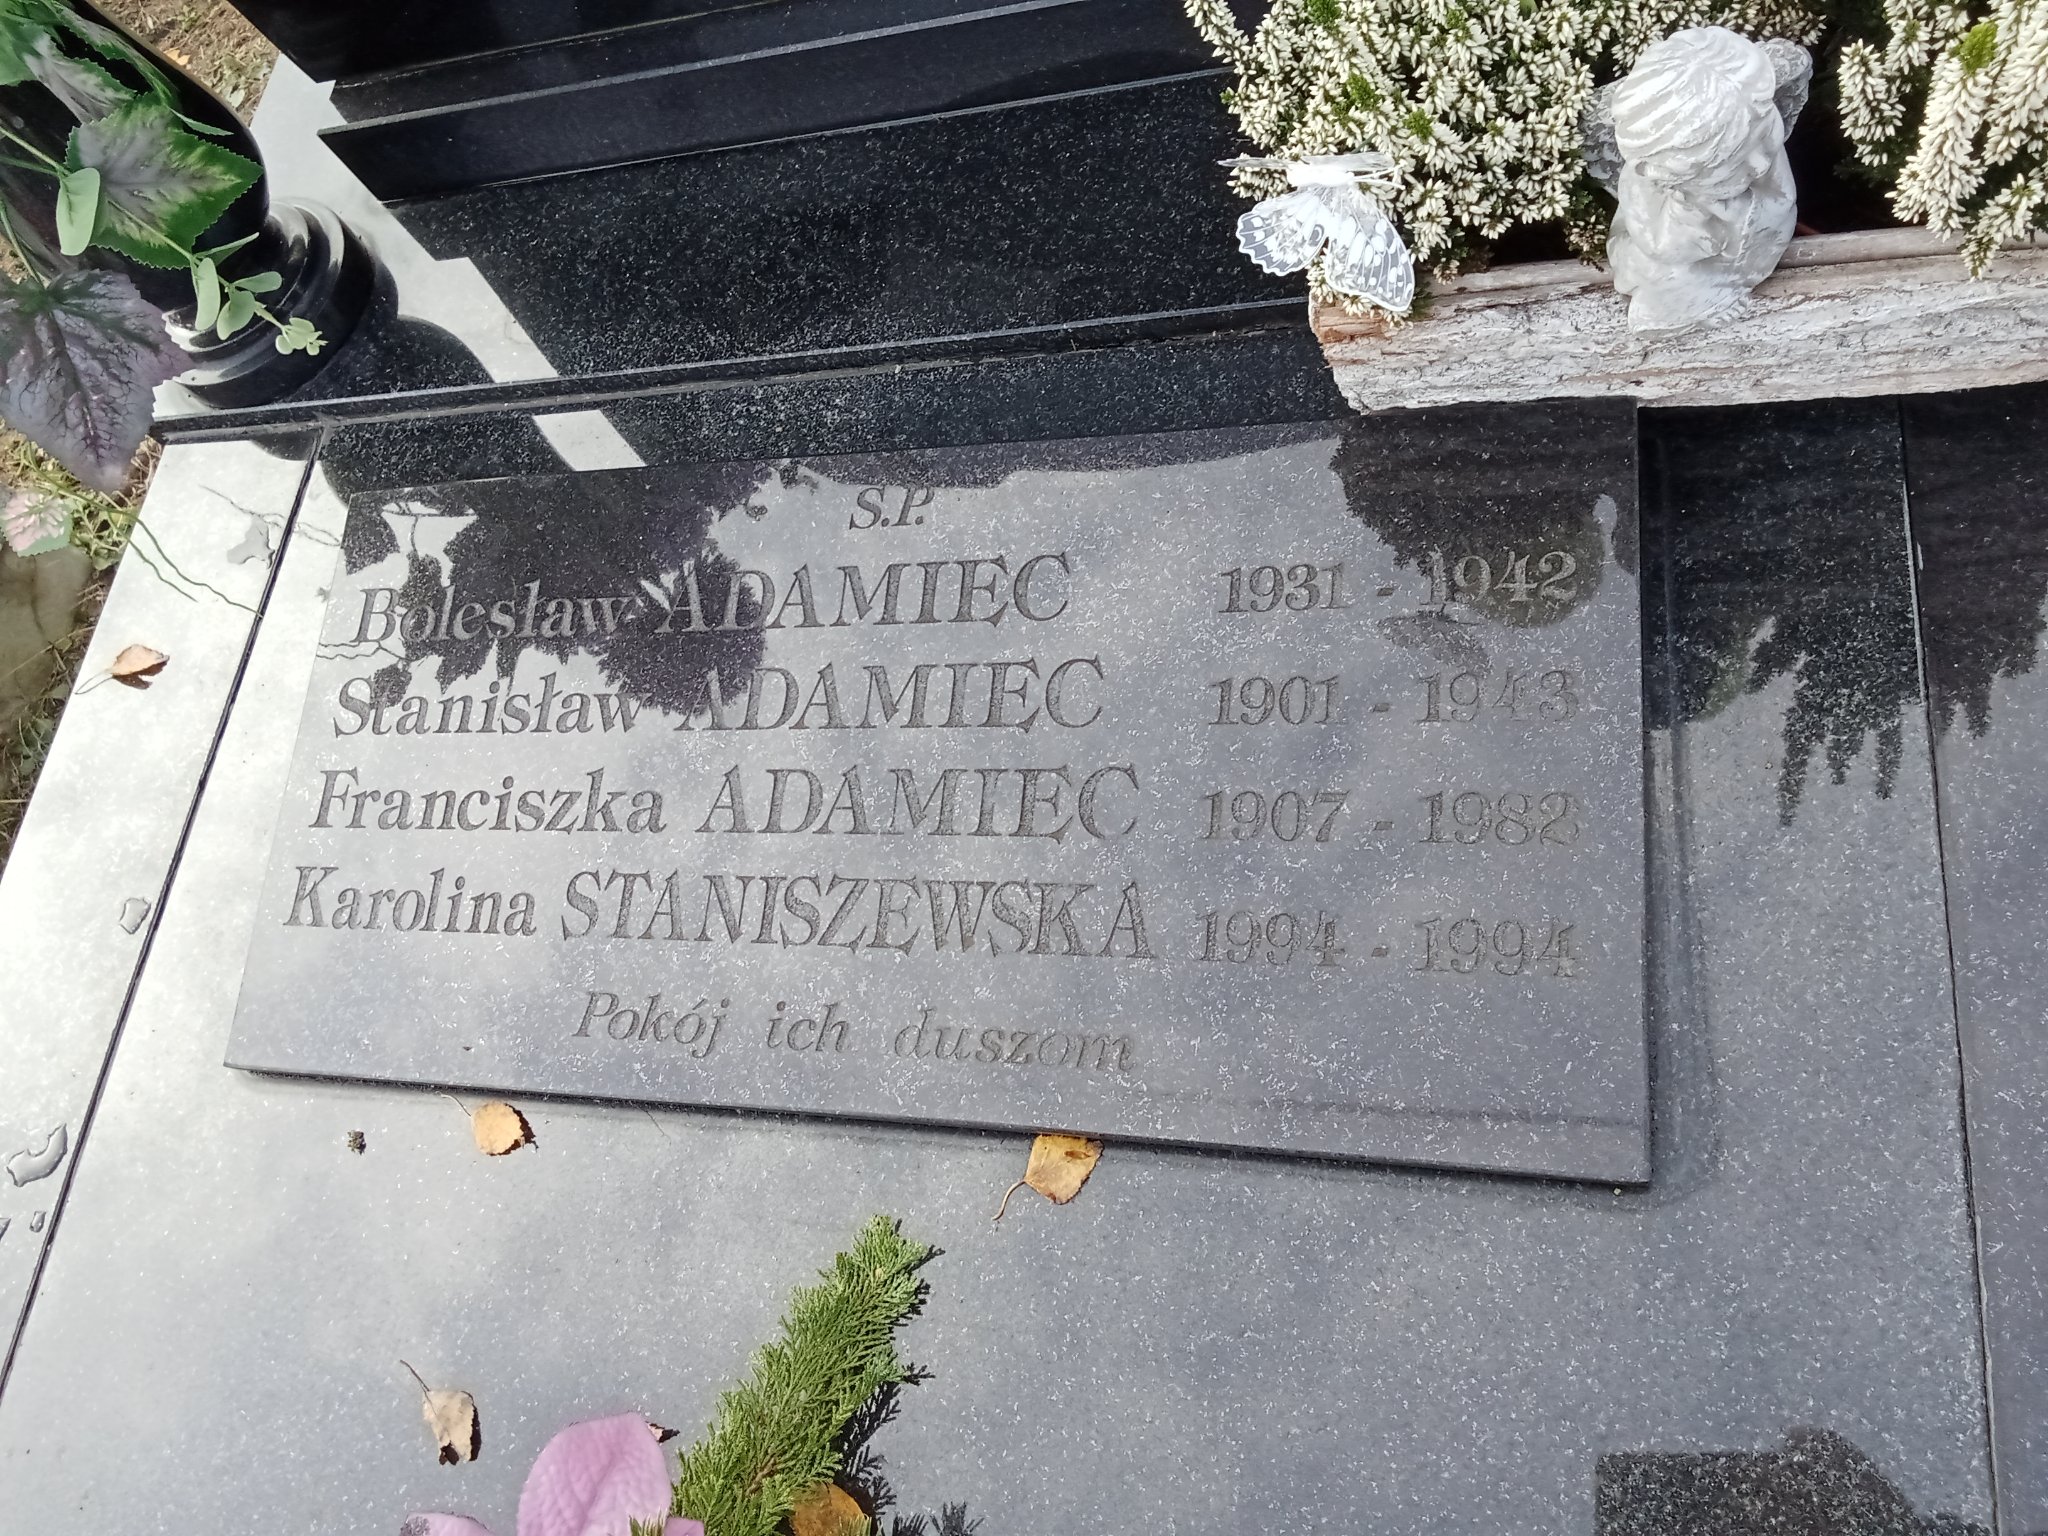 Ś.P.
Bolesław ADAMIEC 1931 - 1942
Stanisław ADAMIEC 1901 - 1943
Franciszka ADAMIEC 1907 - 1982
Karolina STANISZEWSKA 1994 - 1994
Pokój ich duszom